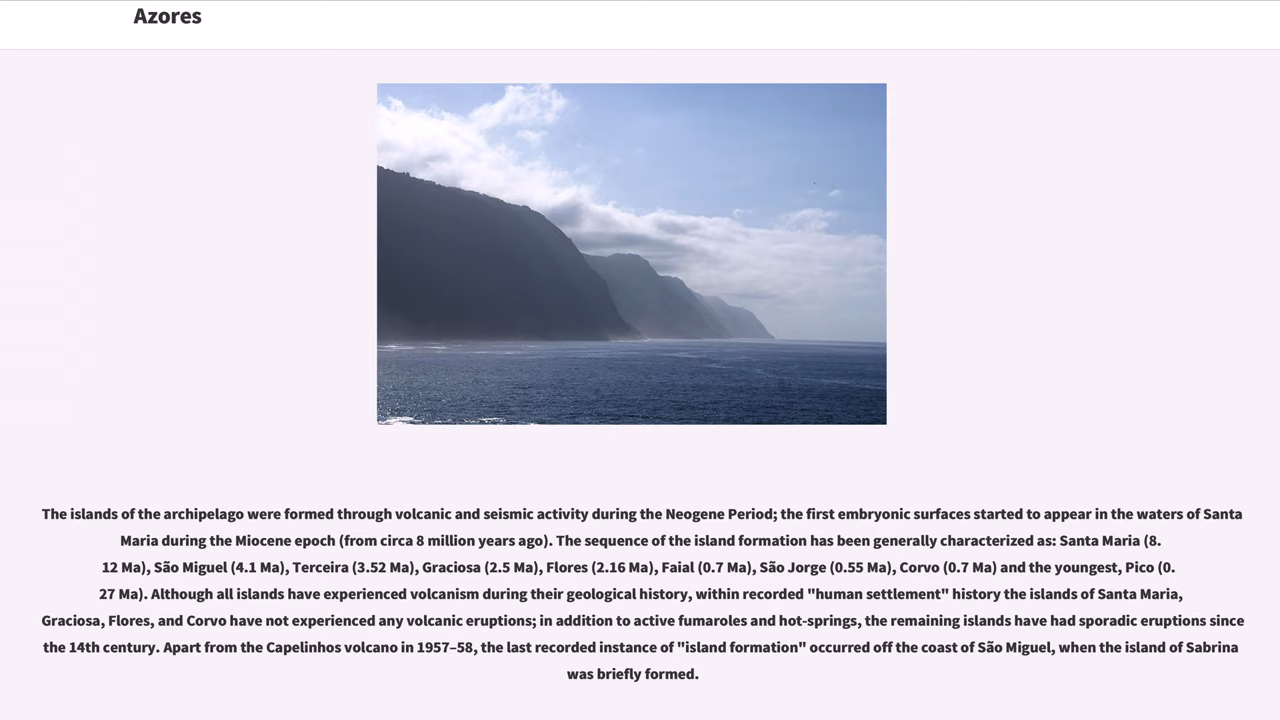 Azores
The islands of the archipelago were formed through volcanic and seismic activity during the Neogene Period; the first embryonic surfaces started to appear in the waters of Santa
Maria during the Miocene epoch (from circa 8 million years ago). The sequence of the island formation has been generally characterized as: Santa Maria (8.
12 Ma), São Miguel (4.1 Ma), Terceira (3.52 Ma), Graciosa (2.5 Ma), Flores (2.16 Ma), Faial (0.7 Ma), São Jorge (0.55 Ma), Corvo (0.7 Ma) and the youngest, Pico (0.
27 Ma). Although all islands have experienced volcanism during their geological history, within recorded "human settlement" history the islands of Santa Maria,
Graciosa, Flores, and Corvo have not experienced any volcanic eruptions; in addition to active fumaroles and hot-springs, the remaining islands have had sporadic eruptions since
the 14th century. Apart from the Capelinhos volcano in 1957–58, the last recorded instance of "island formation" occurred off the coast of São Miguel, when the island of Sabrina
was briefly formed.